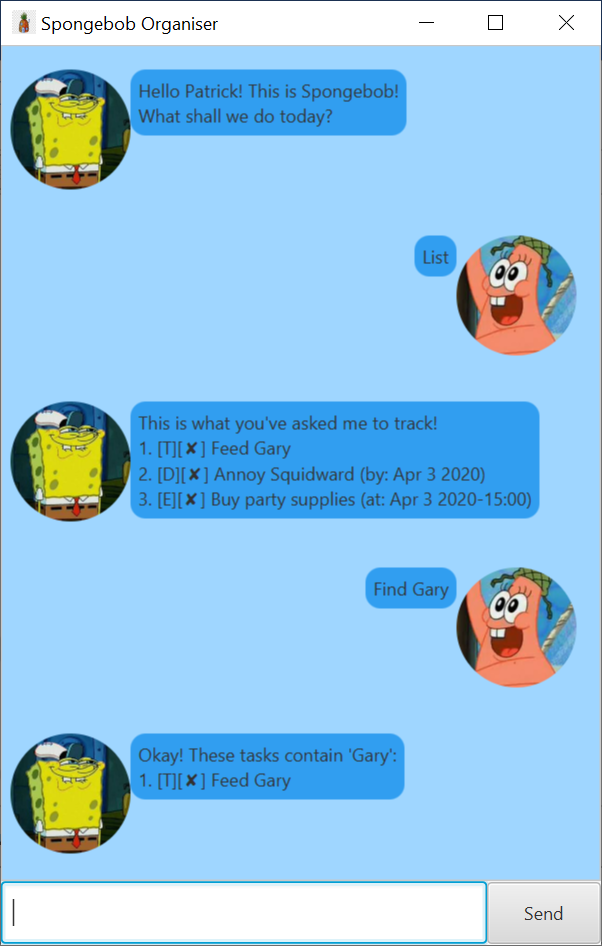 Spongebob Organiser
Hello Patrick! This is Spongebob!
What shall we do today?
List
This is what you've asked me to track!
1. [T][✘] Feed Gary
2. [D][✘] Annoy Squidward (by: Apr 3 2020)
3. [E][✘] Buy party supplies (at: Apr 3 2020-15:00)
Find Gary
Okay! These tasks contain 'Gary':
1. [T][✘] Feed Gary
Send